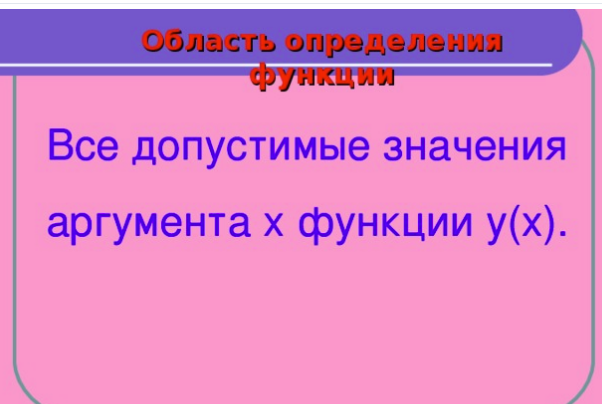 Область определения
функции
Все допустимые значения
аргумента x функции y(x).